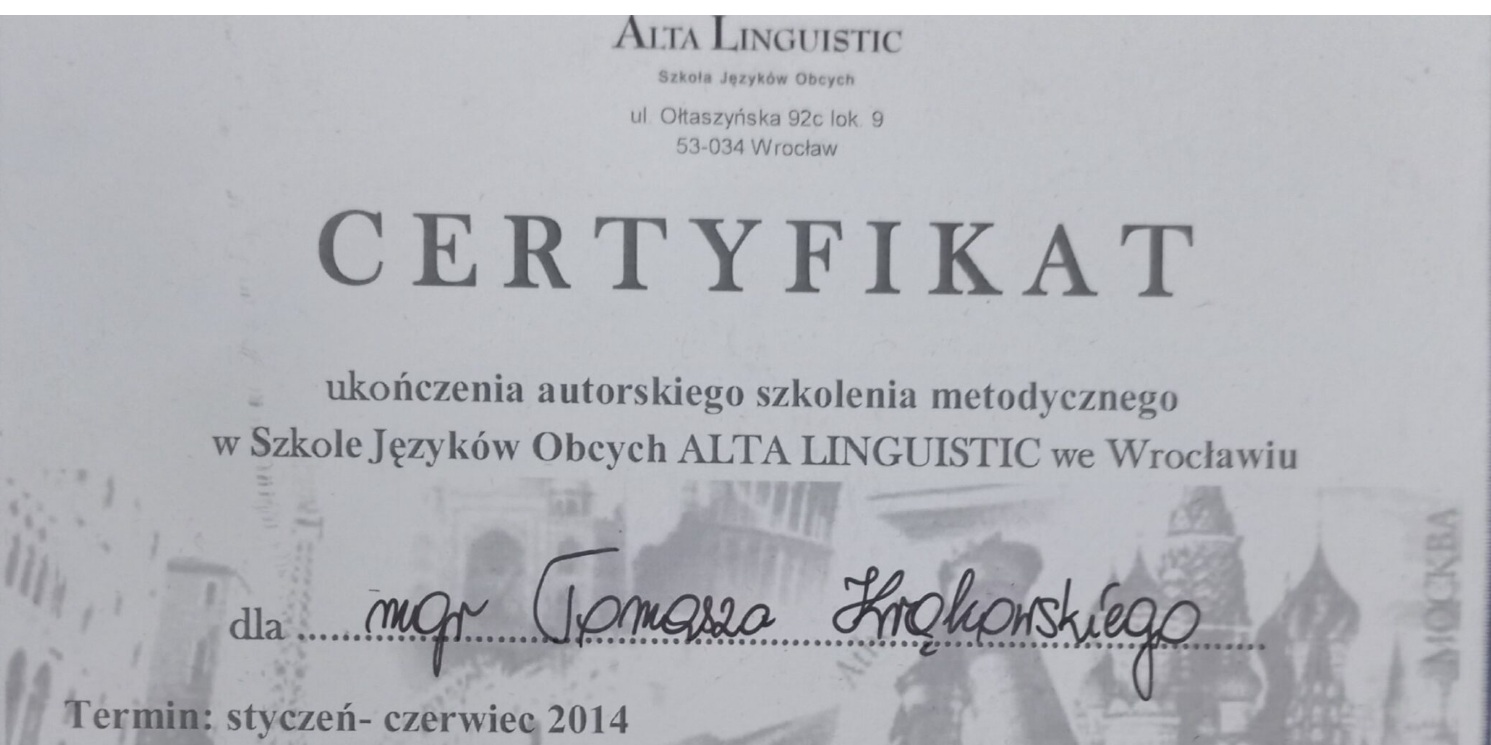 ALTA LINGUISTIC
Szkoła Języków Obcych
ul. Ołtaszyńska 92c lok. 9
53-034 Wrocław
CERTYFIKAT
ukończenia autorskiego szkolenia metodycznego
w Szkole Języków Obcych ALTA LINGUISTIC we Wrocławiu
MOCKBA
dla mgr Tomasza
Termin: styczeń- czerwiec 2014